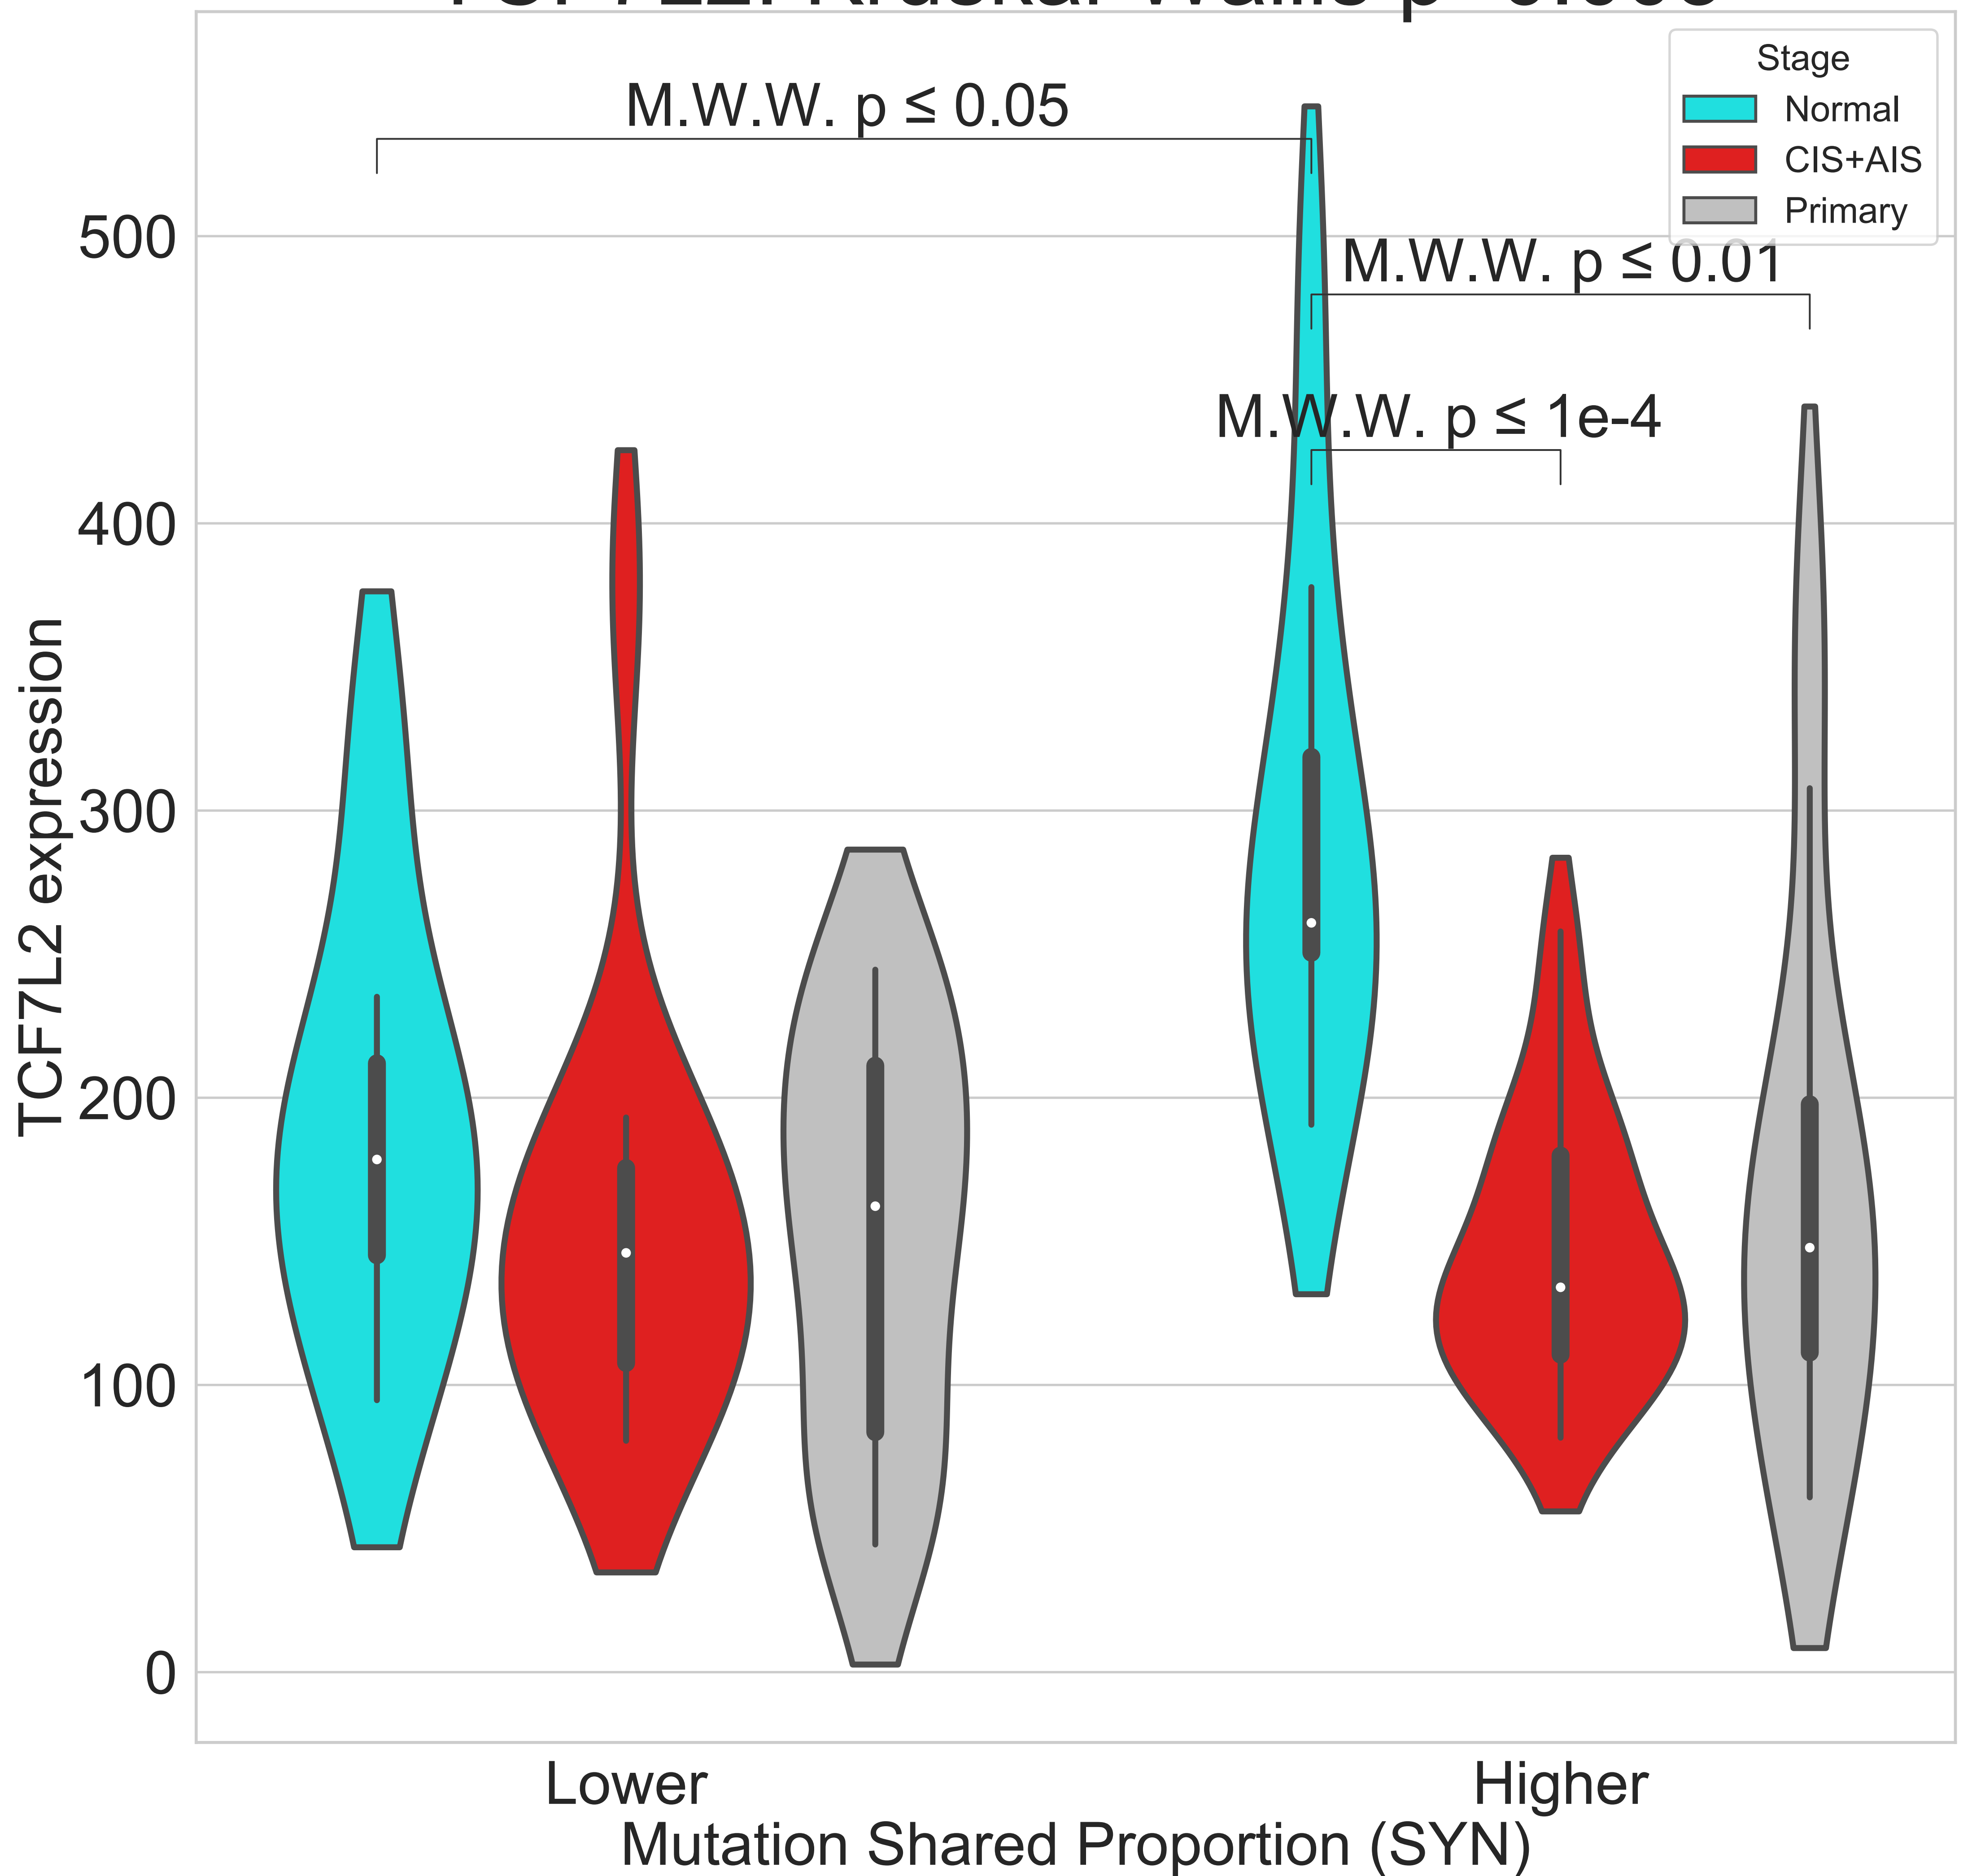 Stage
Normal
CIS+AIS
Primary
M.W.W. p ≤ 0.05
M.W.W. p ≤ 0.01
M.W.W. p ≤ 1e-4
500
400
300
200
100
0
TCF7L2 expression
Lower
Higher
Mutation Shared Proportion (SYN)